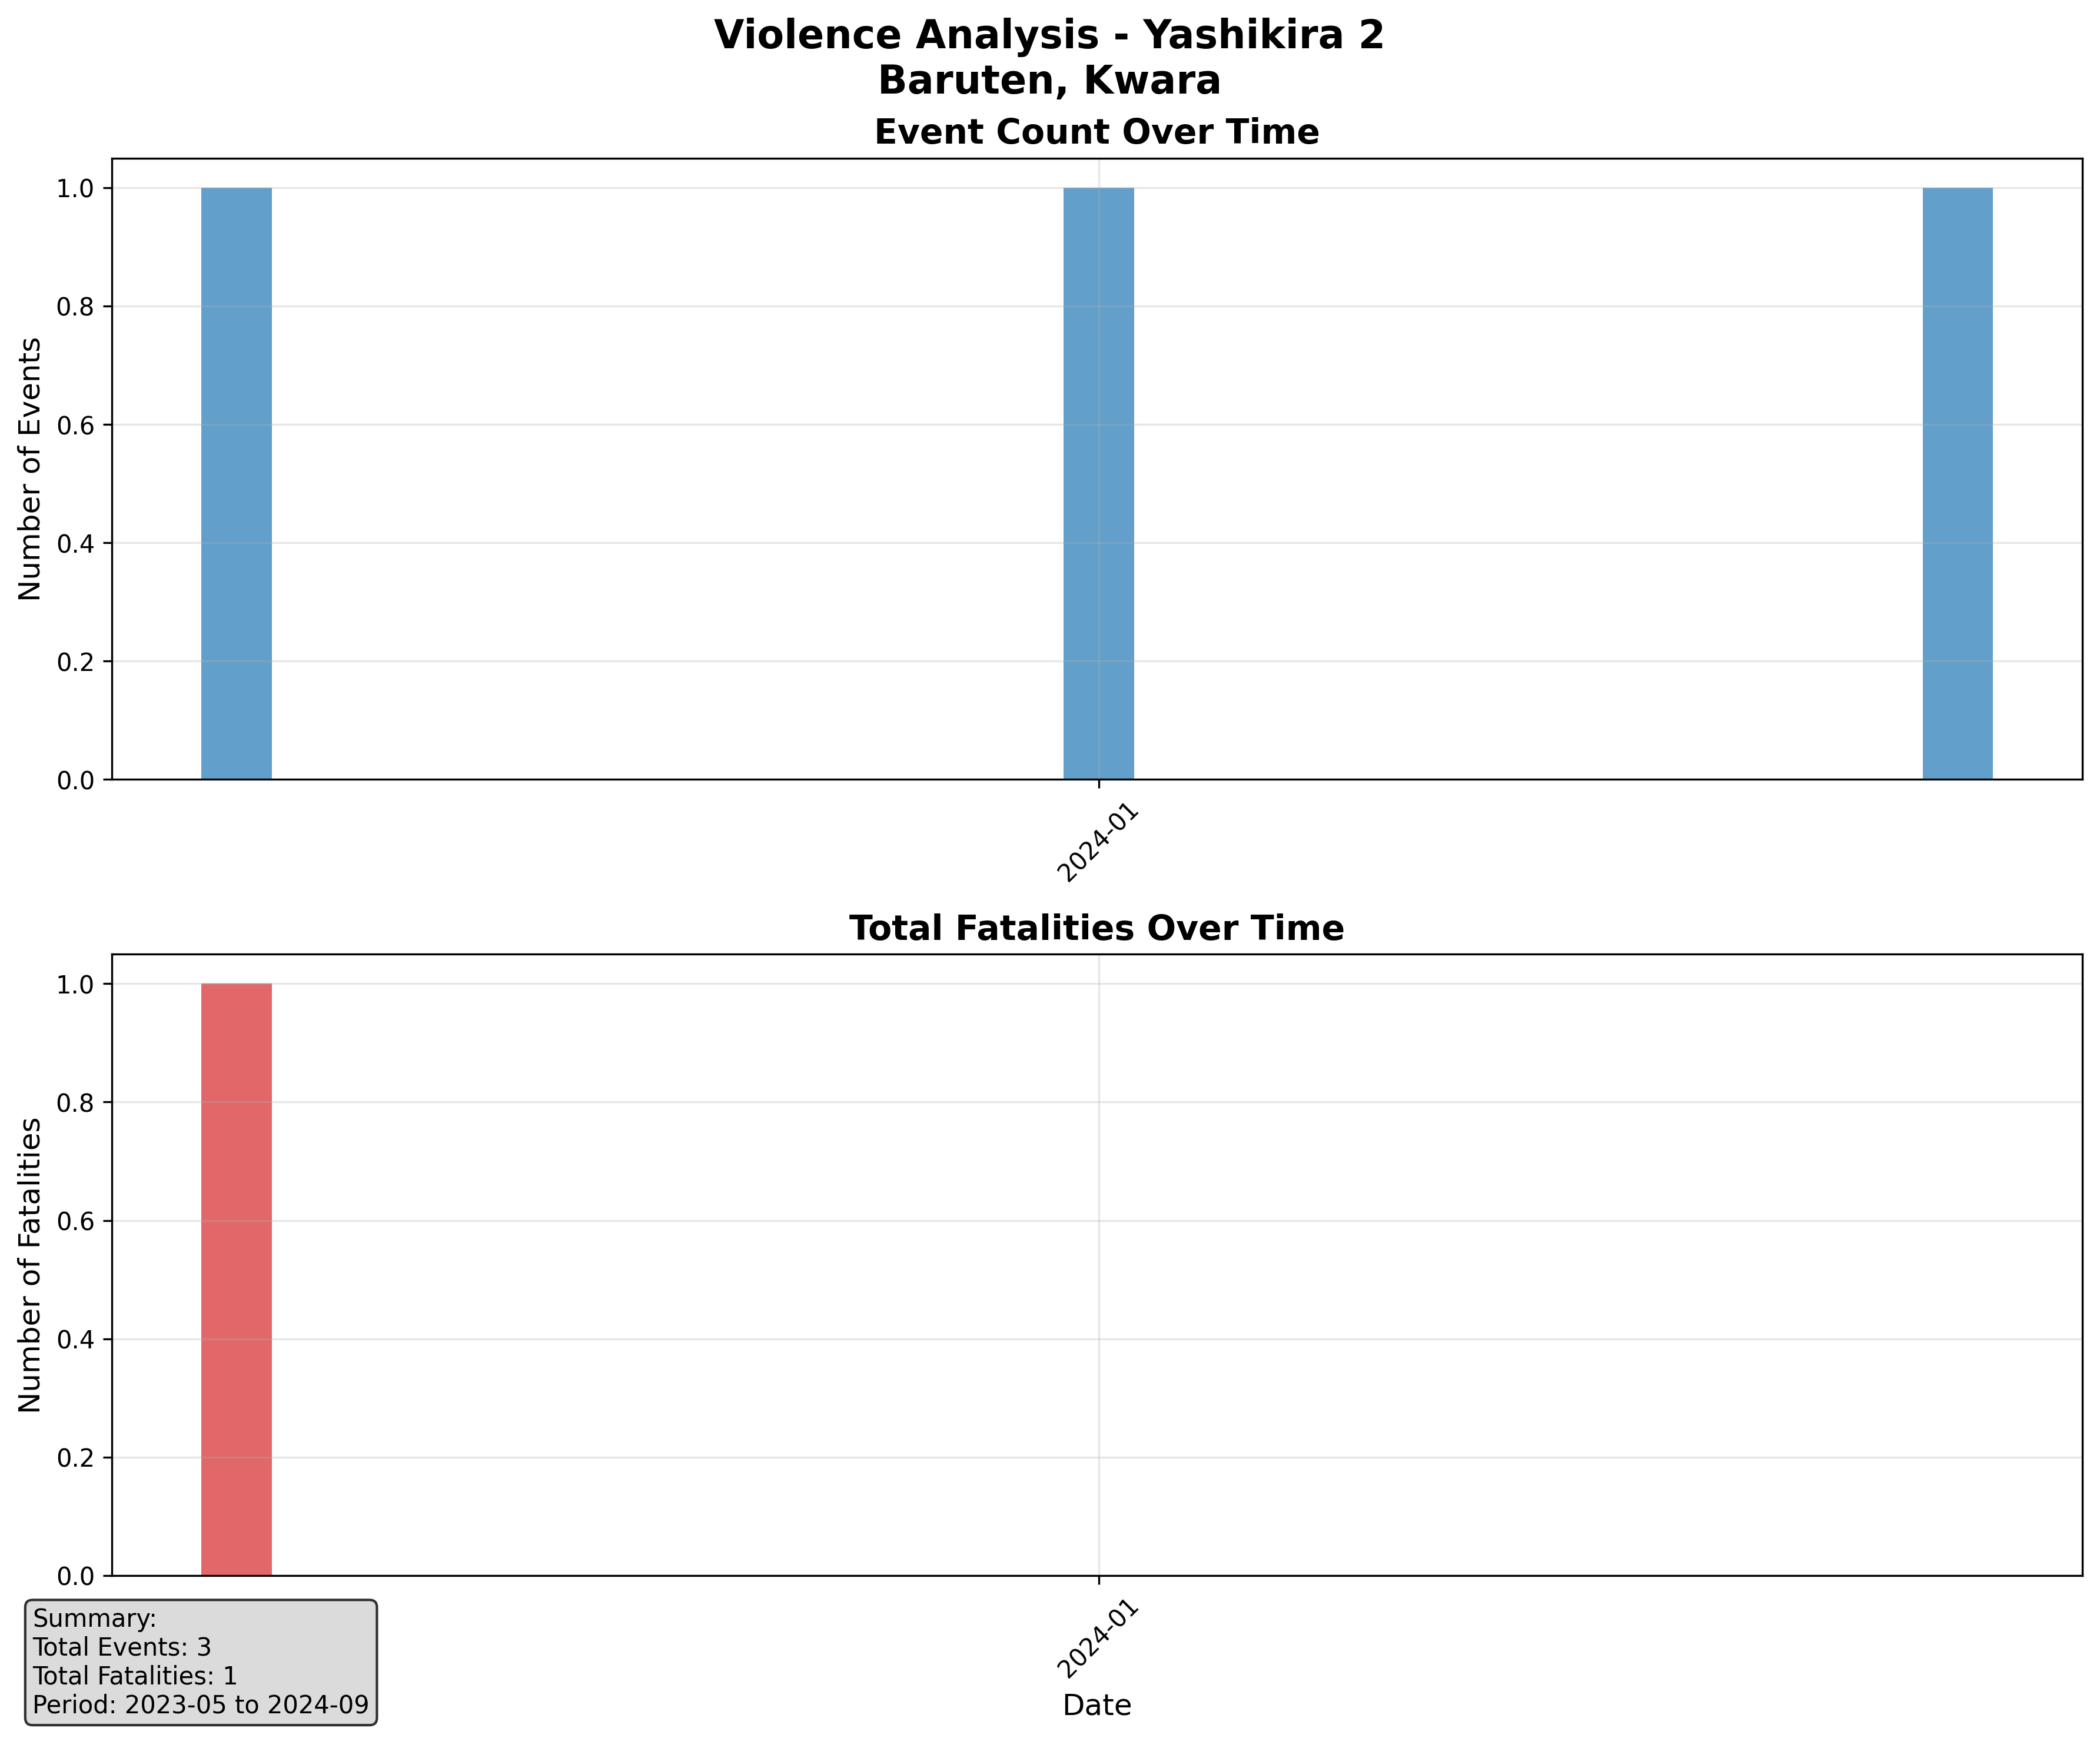 Violence Analysis - Yashikira 2
Baruten, Kwara
Event Count Over Time
Number of Events
1.0
0.8
0.6
0.4
0.2
0.0
2024-01
Total Fatalities Over Time
Number of Fatalities
1.0
0.8
0.6
0.4
0.2
0.0
2024-01
Date
Summary:
Total Events: 3
Total Fatalities: 1
Period: 2023-05 to 2024-09